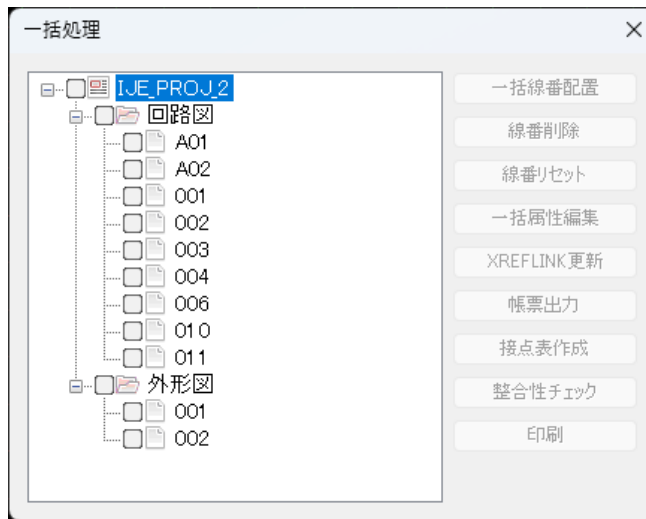 一括処理
IJE_PROJ_2
回路図
A01
A02
001
002
003
004
006
010
011
外形図
001
002
一括線番配置
線番削除
線番リセット
一括属性編集
XREFLINK更新
帳票出力
接点表作成
整合性チェック
印刷